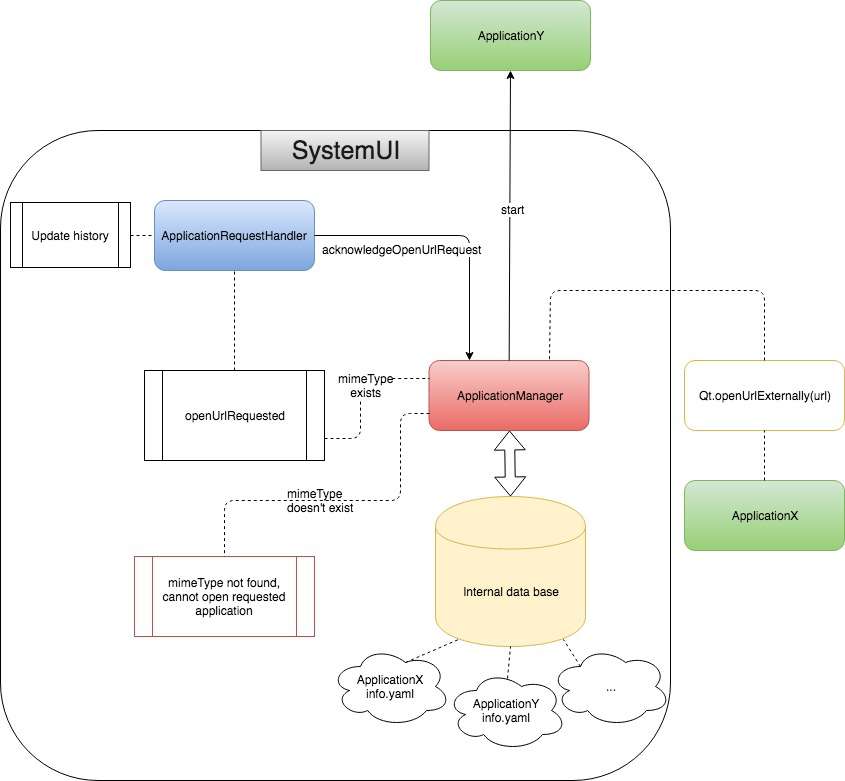 ApplicationY
SystemUI
start
Update history
ApplicationRequestHandler
acknowledgeOpenUrlRequest
mimeType
exists
ApplicationManager
Qt.openUrlExternally(url)
openUrlRequested
mimeType
doesn't exist
ApplicationX
mimeType not found,
cannot open requested
application
Internal data base
ApplicationX
info.yaml
ApplicationY
info.yaml
...